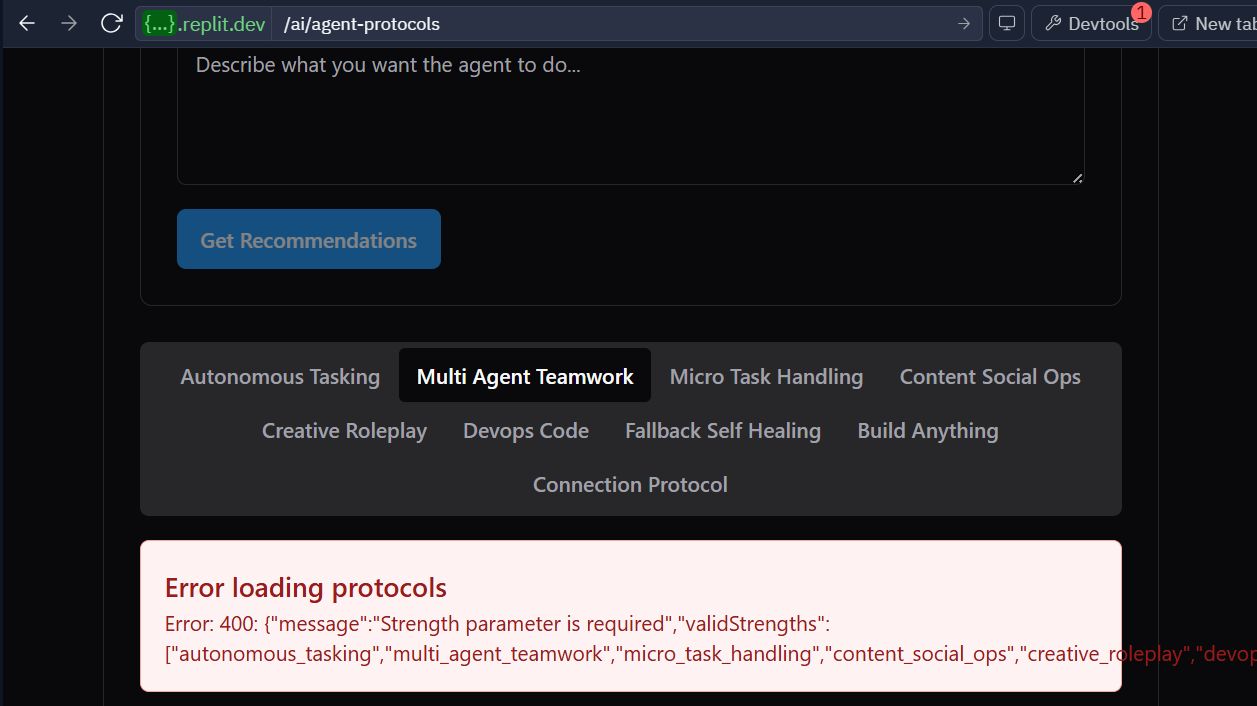 {...}.replit.dev /ai/agent-protocols Devtools 1 New tab
Describe what you want the agent to do...
Get Recommendations
Autonomous Tasking Multi Agent Teamwork Micro Task Handling Content Social Ops
Creative Roleplay Devops Code Fallback Self Healing Build Anything
Connection Protocol
Error loading protocols
Error: 400: {"message":"Strength parameter is required","validStrengths":
["autonomous_tasking","multi_agent_teamwork","micro_task_handling","content_social_ops","creative_roleplay","devop